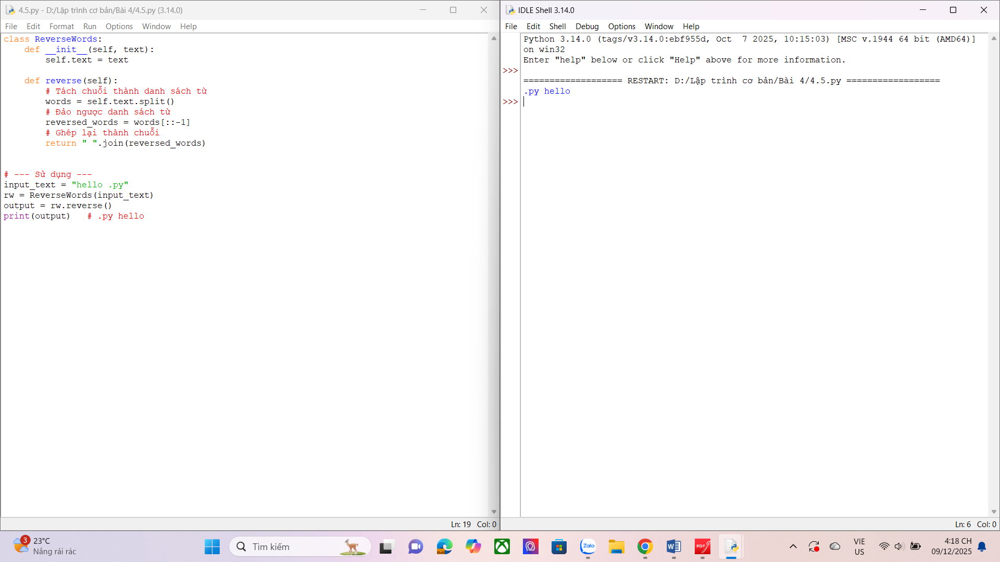 4.5.py - D:/Lập trình cơ bản/Bài 4/4.5.py (3.14.0)
File Edit Format Run Options Window Help
class ReverseWords:
    def __init__(self, text):
        self.text = text
    def reverse(self):
        # Tách chuỗi thành danh sách từ
        words = self.text.split()
        # Đảo ngược danh sách từ
        reversed_words = words[::-1]
        # Ghép lại thành chuỗi
        return " ".join(reversed_words)
# --- Sử dụng ---
input_text = "hello .py"
rw = ReverseWords(input_text)
output = rw.reverse()
print(output)   # .py hello
Ln: 19 Col: 0
IDLE Shell 3.14.0
File Edit Shell Debug Options Window Help
Python 3.14.0 (tags/v3.14.0:ebf955d, Oct  7 2025, 10:15:03) [MSC v.1944 64 bit (AMD64)]
on win32
Enter "help" below or click "Help" above for more information.
>>>
=================== RESTART: D:/Lập trình cơ bản/Bài 4/4.5.py ==================
.py hello
>>>
Ln: 6 Col: 0
3
23°C
Nắng rải rác
Tìm kiếm
Zalo
PDF
VIE
US
4:18 CH
09/12/2025